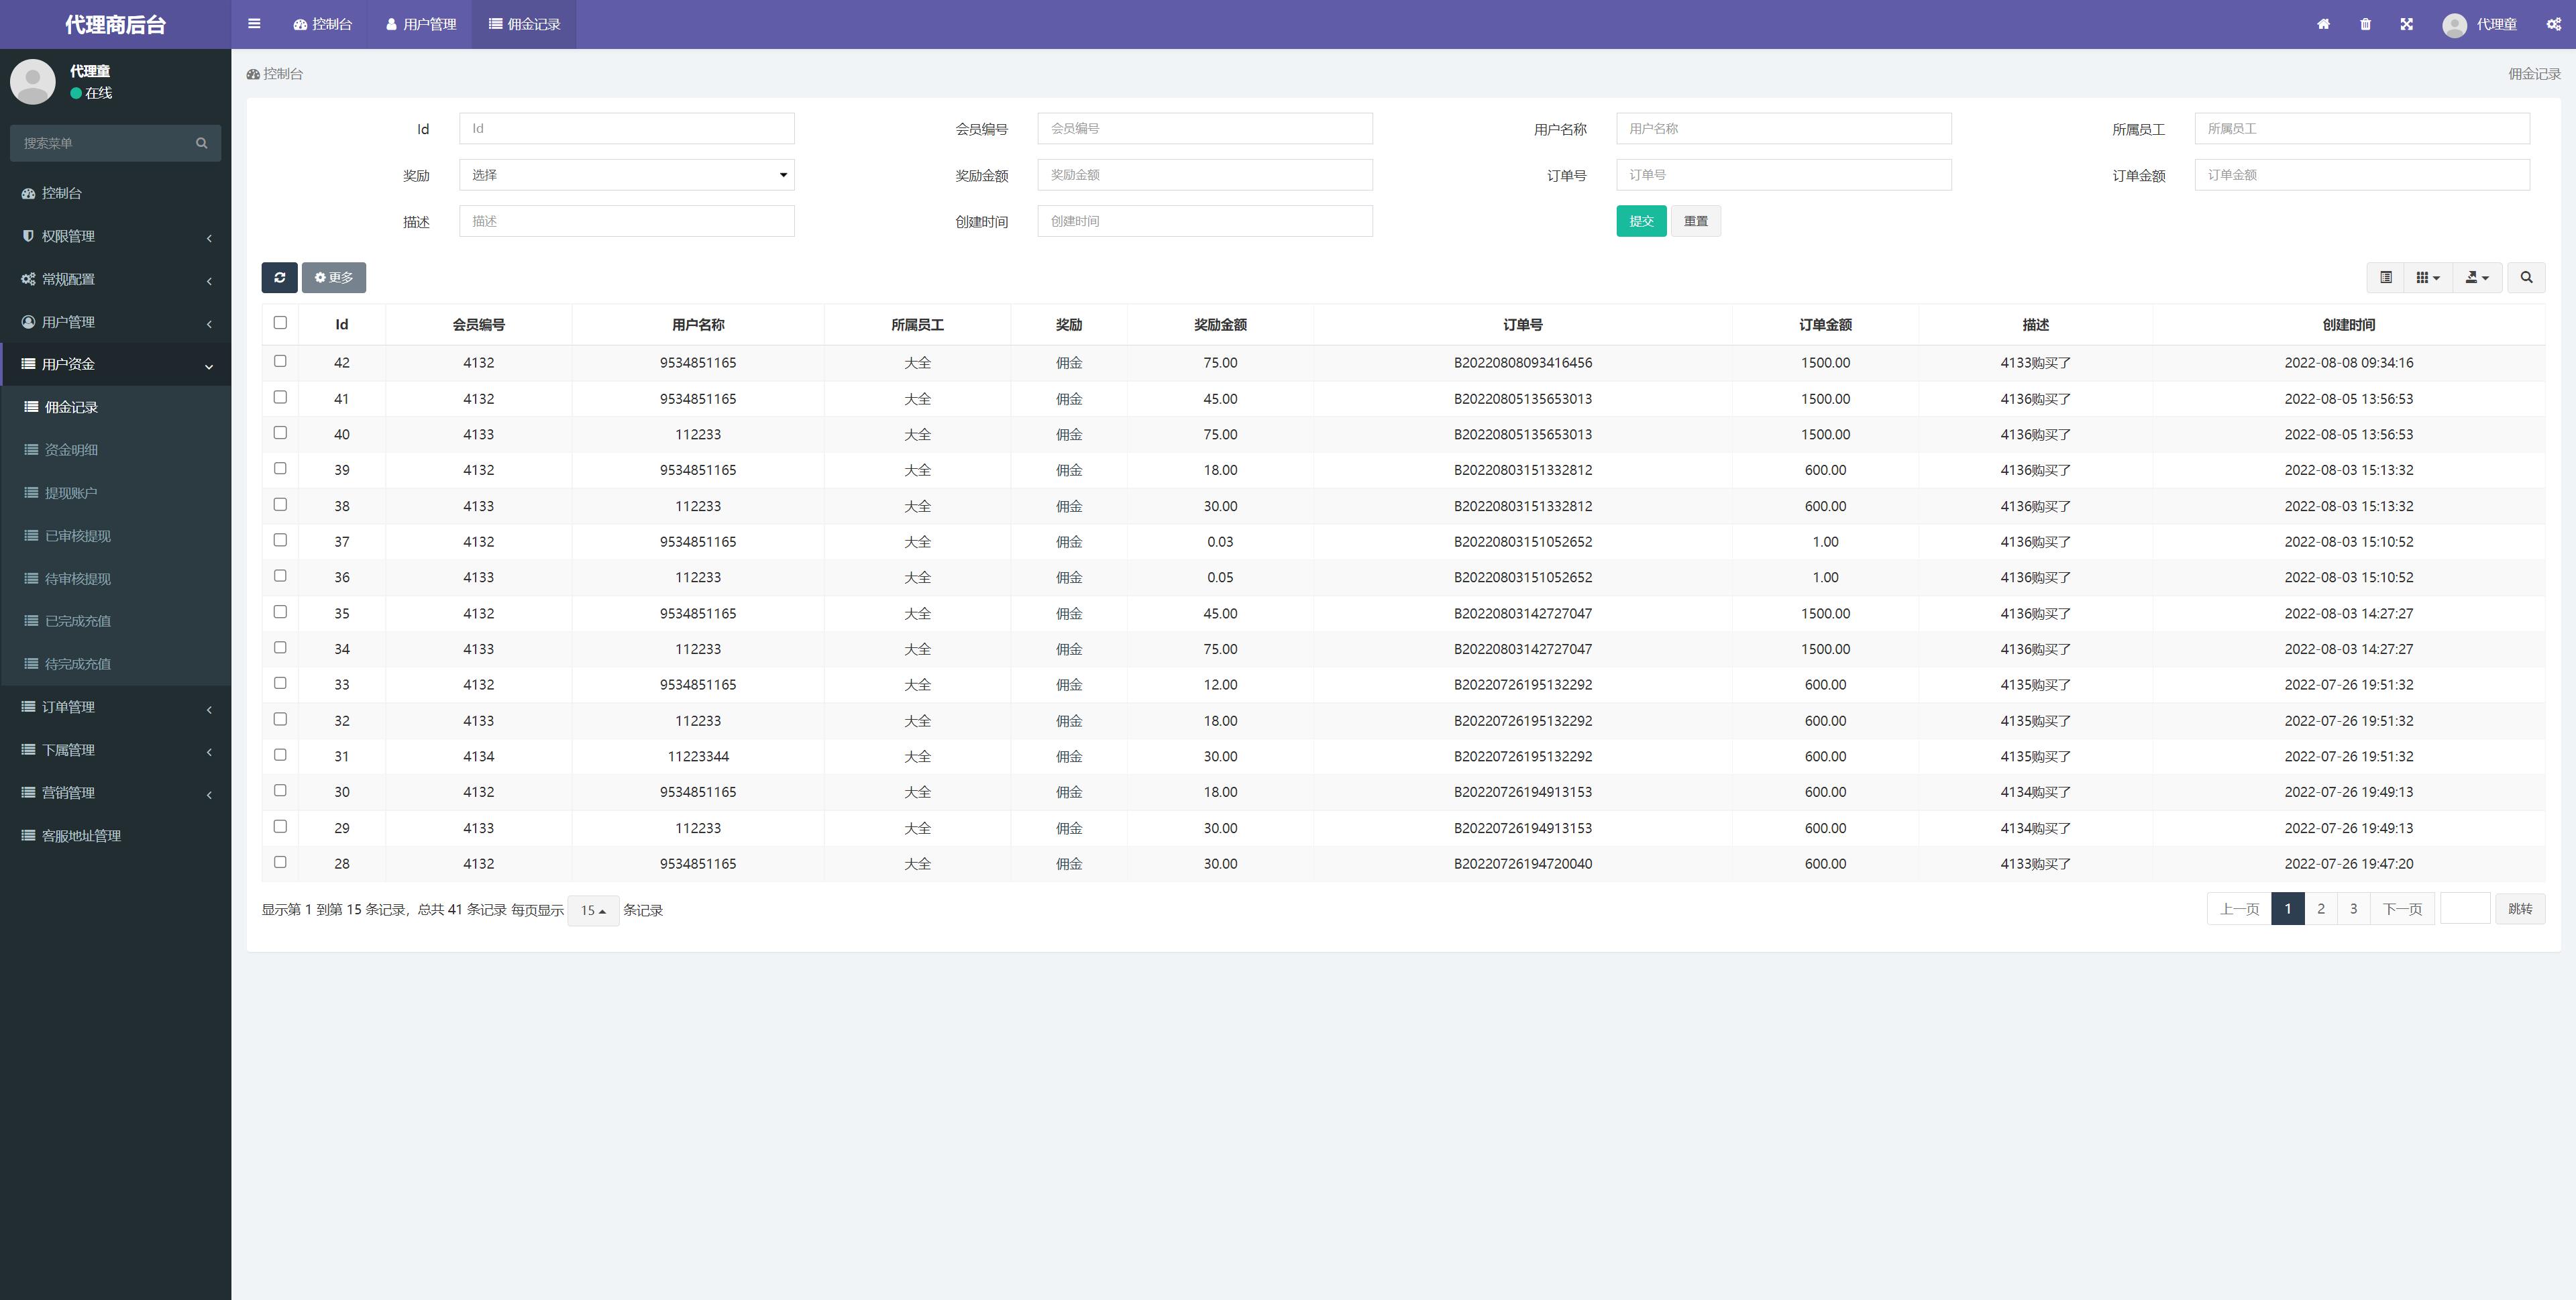 代理商后台
控制台 用户管理 佣金记录 代理童
代理童
在线
搜索菜单
控制台
权限管理
常规配置
用户管理
用户资金
佣金记录
资金明细
提现账户
已审核提现
待审核提现
已完成充值
待完成充值
订单管理
下属管理
营销管理
客服地址管理
控制台 佣金记录
Id Id 会员编号 会员编号 用户名称 用户名称 所属员工 所属员工
奖励 选择 奖励金额 奖励金额 订单号 订单号 订单金额 订单金额
描述 描述 创建时间 创建时间 提交 重置
更多
Id 会员编号 用户名称 所属员工 奖励 奖励金额 订单号 订单金额 描述 创建时间
42 4132 9534851165 大全 佣金 75.00 B20220808093416456 1500.00 4133购买了 2022-08-08 09:34:16
41 4132 9534851165 大全 佣金 45.00 B20220805135653013 1500.00 4136购买了 2022-08-05 13:56:53
40 4133 112233 大全 佣金 75.00 B20220805135653013 1500.00 4136购买了 2022-08-05 13:56:53
39 4132 9534851165 大全 佣金 18.00 B20220803151332812 600.00 4136购买了 2022-08-03 15:13:32
38 4133 112233 大全 佣金 30.00 B20220803151332812 600.00 4136购买了 2022-08-03 15:13:32
37 4132 9534851165 大全 佣金 0.03 B20220803151052652 1.00 4136购买了 2022-08-03 15:10:52
36 4133 112233 大全 佣金 0.05 B20220803151052652 1.00 4136购买了 2022-08-03 15:10:52
35 4132 9534851165 大全 佣金 45.00 B20220803142727047 1500.00 4136购买了 2022-08-03 14:27:27
34 4133 112233 大全 佣金 75.00 B20220803142727047 1500.00 4136购买了 2022-08-03 14:27:27
33 4132 9534851165 大全 佣金 12.00 B20220726195132292 600.00 4135购买了 2022-07-26 19:51:32
32 4133 112233 大全 佣金 18.00 B20220726195132292 600.00 4135购买了 2022-07-26 19:51:32
31 4134 11223344 大全 佣金 30.00 B20220726195132292 600.00 4135购买了 2022-07-26 19:51:32
30 4132 9534851165 大全 佣金 18.00 B20220726194913153 600.00 4134购买了 2022-07-26 19:49:13
29 4133 112233 大全 佣金 30.00 B20220726194913153 600.00 4134购买了 2022-07-26 19:49:13
28 4132 9534851165 大全 佣金 30.00 B20220726194720040 600.00 4133购买了 2022-07-26 19:47:20
显示第 1 到第 15 条记录，总共 41 条记录 每页显示 15 条记录 上一页 1 2 3 下一页 跳转